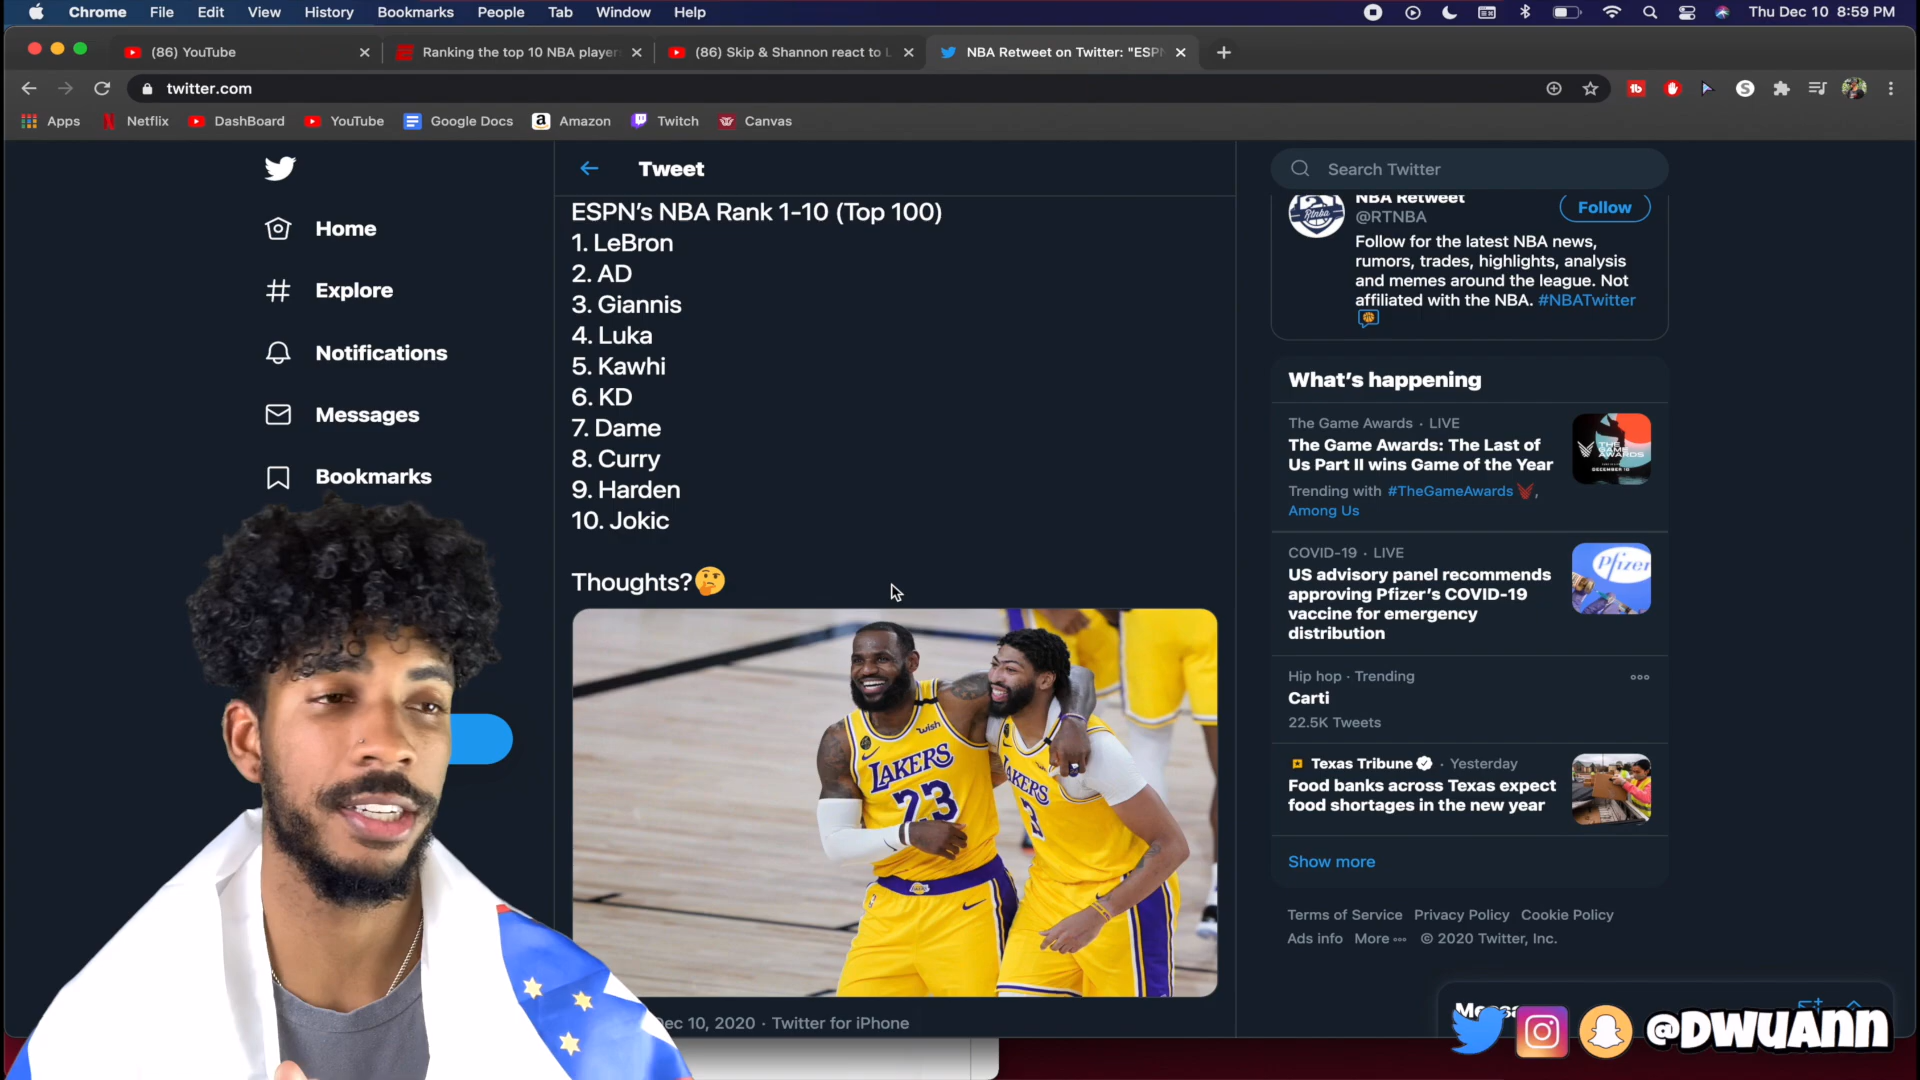 Chrome File Edit View History Bookmarks People Tab Window Help
Thu Dec 10 8:59 PM
(86) YouTube
Ranking the top 10 NBA player
(86) Skip & Shannon react to L
NBA Retweet on Twitter: "ESPN
twitter.com
Apps Netflix DashBoard YouTube Google Docs Amazon Twitch Canvas
Home
Explore
Notifications
Messages
Bookmarks
Tweet
ESPN’s NBA Rank 1-10 (Top 100)
1. LeBron
2. AD
3. Giannis
4. Luka
5. Kawhi
6. KD
7. Dame
8. Curry
9. Harden
10. Jokic
Thoughts?🤔
wish
LAKERS
23
LAKERS
3
Dec 10, 2020 · Twitter for iPhone
Search Twitter
NBA Retweet
@RTNBA
Follow
Follow for the latest NBA news,
rumors, trades, highlights, analysis
and memes around the league. Not
affiliated with the NBA. #NBATwitter
What’s happening
The Game Awards · LIVE
The Game Awards: The Last of
Us Part II wins Game of the Year
Trending with #TheGameAwards,
Among Us
THE GAME AWARDS
COVID-19 · LIVE
US advisory panel recommends
approving Pfizer’s COVID-19
vaccine for emergency
distribution
Pfizer
Hip hop · Trending
Carti
22.5K Tweets
Texas Tribune · Yesterday
Food banks across Texas expect
food shortages in the new year
Show more
Terms of Service Privacy Policy Cookie Policy
Ads info More © 2020 Twitter, Inc.
@DWUANN